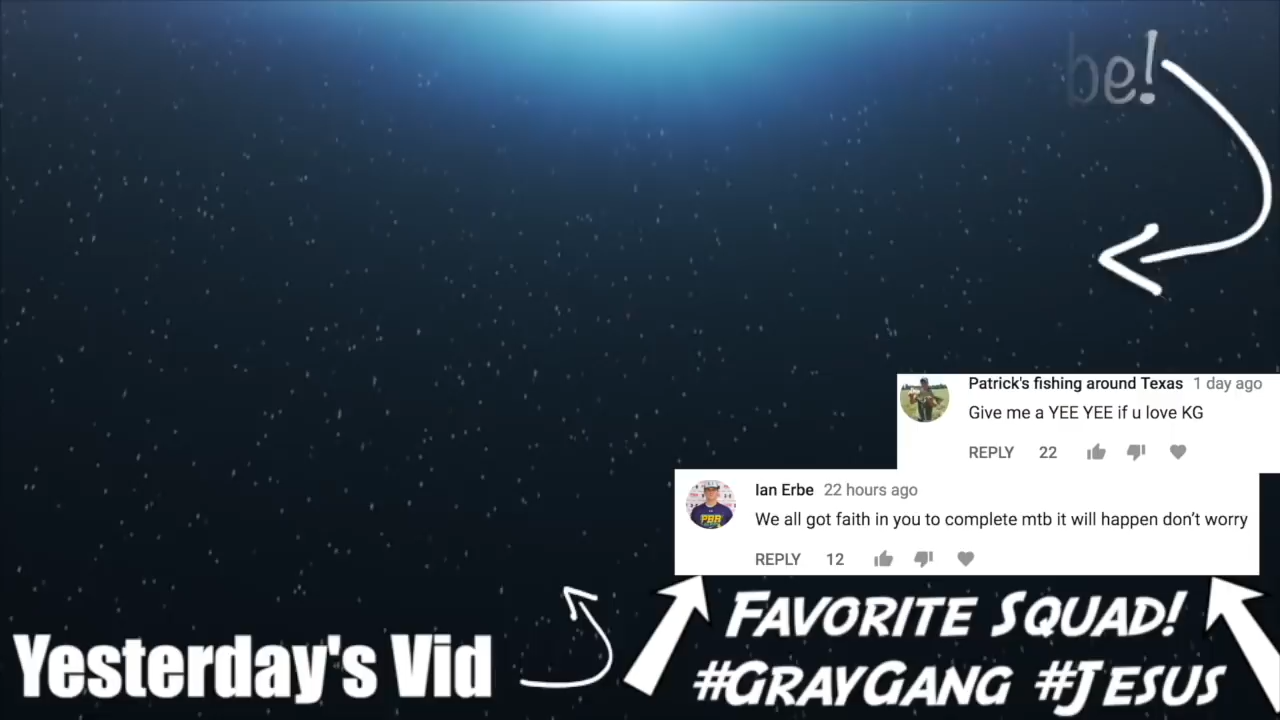 be!
Patrick's fishing around Texas 1 day ago
Give me a YEE YEE if u love KG
REPLY 22
Ian Erbe 22 hours ago
We all got faith in you to complete mtb it will happen don’t worry
REPLY 12
FAVORITE SQUAD!
#GRAYGANG #JESUS
Yesterday's Vid